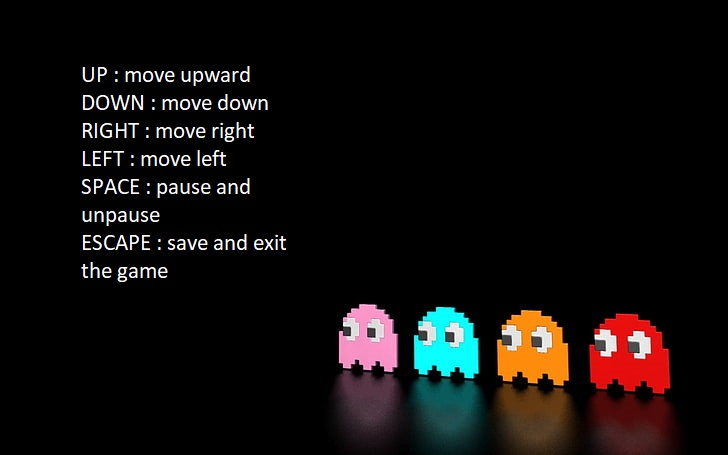 UP : move upward
DOWN : move down
RIGHT : move right
LEFT : move left
SPACE : pause and
unpause
ESCAPE : save and exit
the game